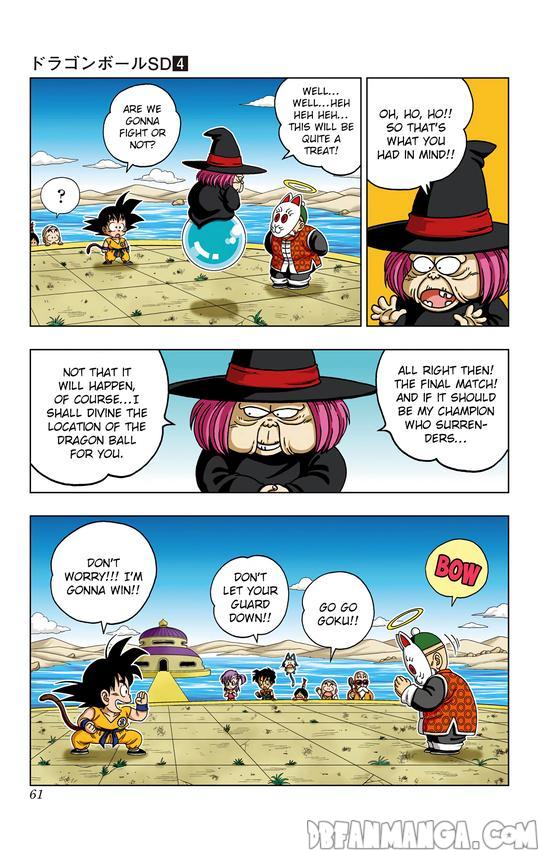 ドラゴンボールSD4
ARE WE
GONNA
FIGHT OR
NOT?
WELL...
WELL...HEH
HEH HEH...
THIS WILL BE
QUITE A
TREAT!
?
OH, HO, HO!!
SO THAT'S
WHAT YOU
HAD IN MIND!!
NOT THAT IT
WILL HAPPEN,
OF COURSE...I
SHALL DIVINE THE
LOCATION OF THE
DRAGON BALL
FOR YOU.
ALL RIGHT THEN!
THE FINAL MATCH!
AND IF IT SHOULD
BE MY CHAMPION
WHO SURREN-
DERS...
DON'T
WORRY!!! I'M
GONNA WIN!!
DON'T
LET YOUR
GUARD
DOWN!!
GO GO
GOKU!!
BOW
61
DBFANMANGA.COM